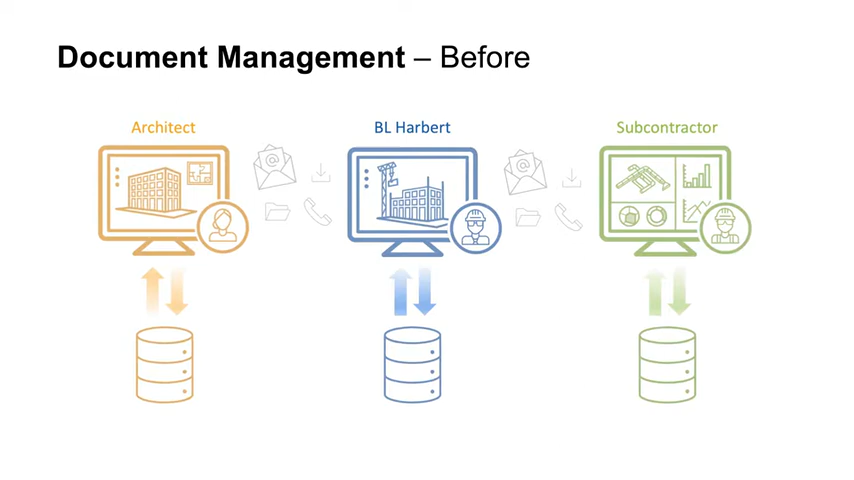 Document Management – Before
Architect
BL Harbert
Subcontractor